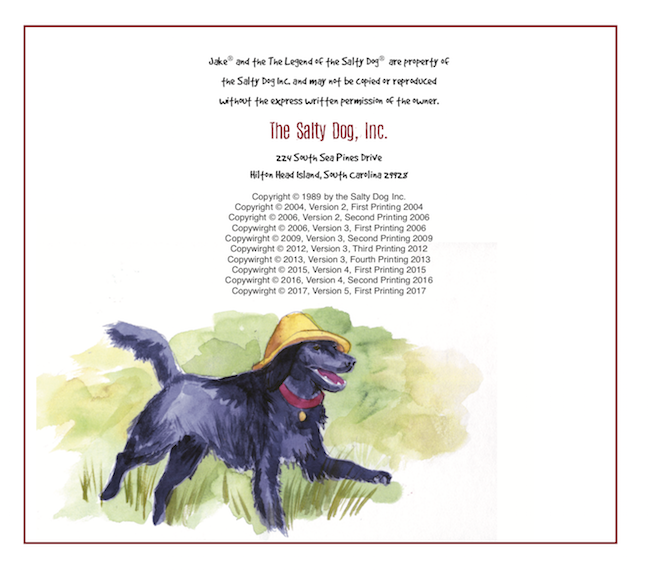 Jake® and the The Legend of the Salty Dog® are property of
the Salty Dog Inc. and may not be copied or reproduced
without the express written permission of the owner.
The Salty Dog, Inc.
224 South Sea Pines Drive
Hilton Head Island, South Carolina 29928
Copyright © 1989 by the Salty Dog Inc.
Copyright © 2004, Version 2, First Printing 2004
Copyright © 2006, Version 2, Second Printing 2006
Copywright © 2006, Version 3, First Printing 2006
Copywright © 2009, Version 3, Second Printing 2009
Copywright © 2012, Version 3, Third Printing 2012
Copywright © 2013, Version 3, Fourth Printing 2013
Copywright © 2015, Version 4, First Printing 2015
Copywright © 2016, Version 4, Second Printing 2016
Copywright © 2017, Version 5, First Printing 2017